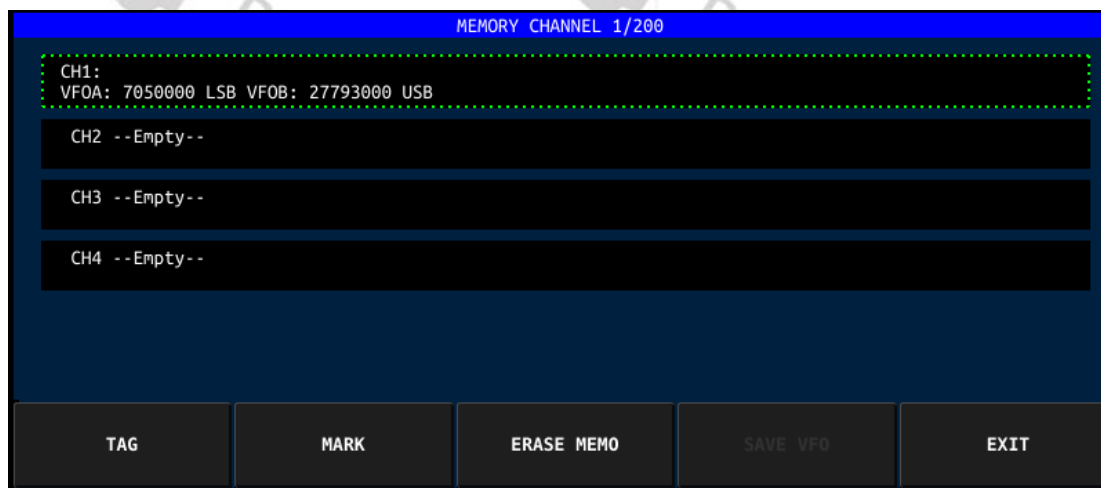 MEMORY CHANNEL 1/200
CH1:
VFOA: 7050000 LSB VFOB: 27793000 USB
CH2 --Empty--
CH3 --Empty--
CH4 --Empty--
TAG
MARK
ERASE MEMO
SAVE VFO
EXIT